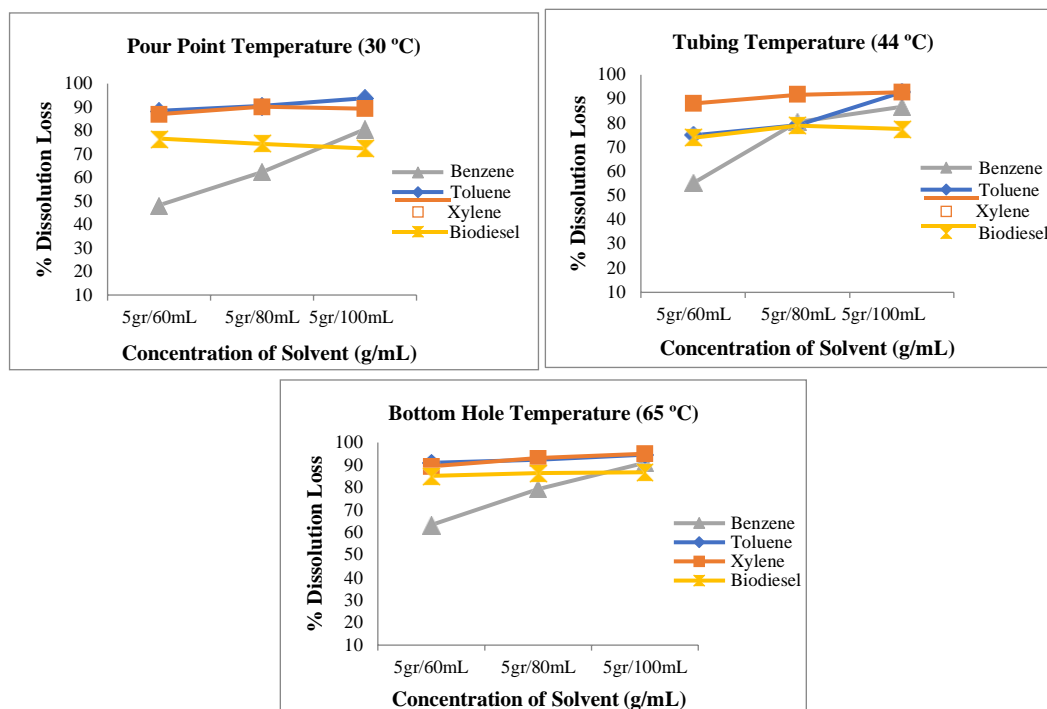 Pour Point Temperature (30 ºC)
% Dissolution Loss
100
90
80
70
60
50
40
30
20
10
5gr/60mL 5gr/80mL 5gr/100mL
Concentration of Solvent (g/mL)
Benzene
Toluene
Xylene
Biodiesel
Tubing Temperature (44 ºC)
% Dissolution Loss
100
90
80
70
60
50
40
30
20
10
5gr/60mL 5gr/80mL 5gr/100mL
Concentration of Solvent (g/mL)
Benzene
Toluene
Xylene
Biodiesel
Bottom Hole Temperature (65 ºC)
% Dissolution Loss
100
90
80
70
60
50
40
30
20
10
5gr/60mL 5gr/80mL 5gr/100mL
Concentration of Solvent (g/mL)
Benzene
Toluene
Xylene
Biodiesel